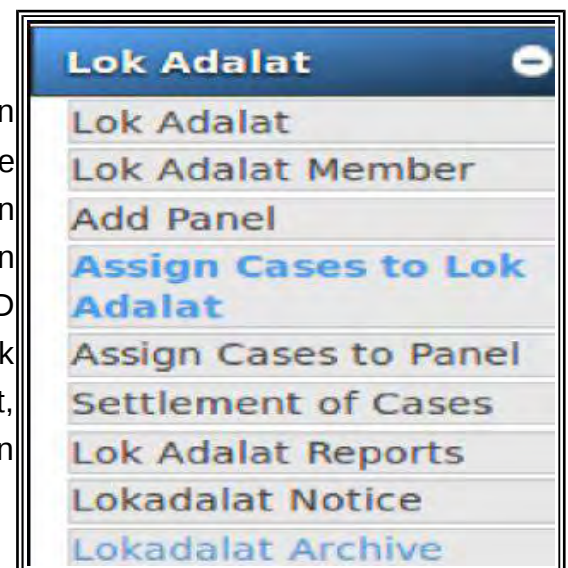 Lok Adalat
Lok Adalat
Lok Adalat Member
Add Panel
Assign Cases to Lok
Adalat
Assign Cases to Panel
Settlement of Cases
Lok Adalat Reports
Lokadalat Notice
Lokadalat Archive